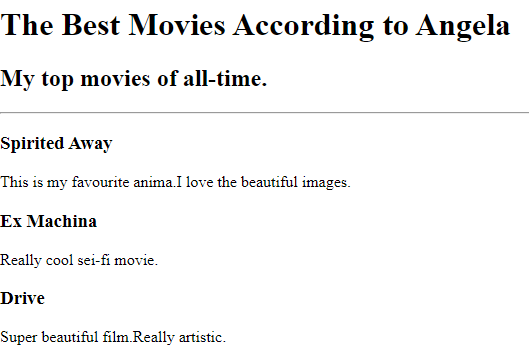 The Best Movies According to Angela
My top movies of all-time.
Spirited Away
This is my favourite anima.I love the beautiful images.
Ex Machina
Really cool sei-fi movie.
Drive
Super beautiful film.Really artistic.